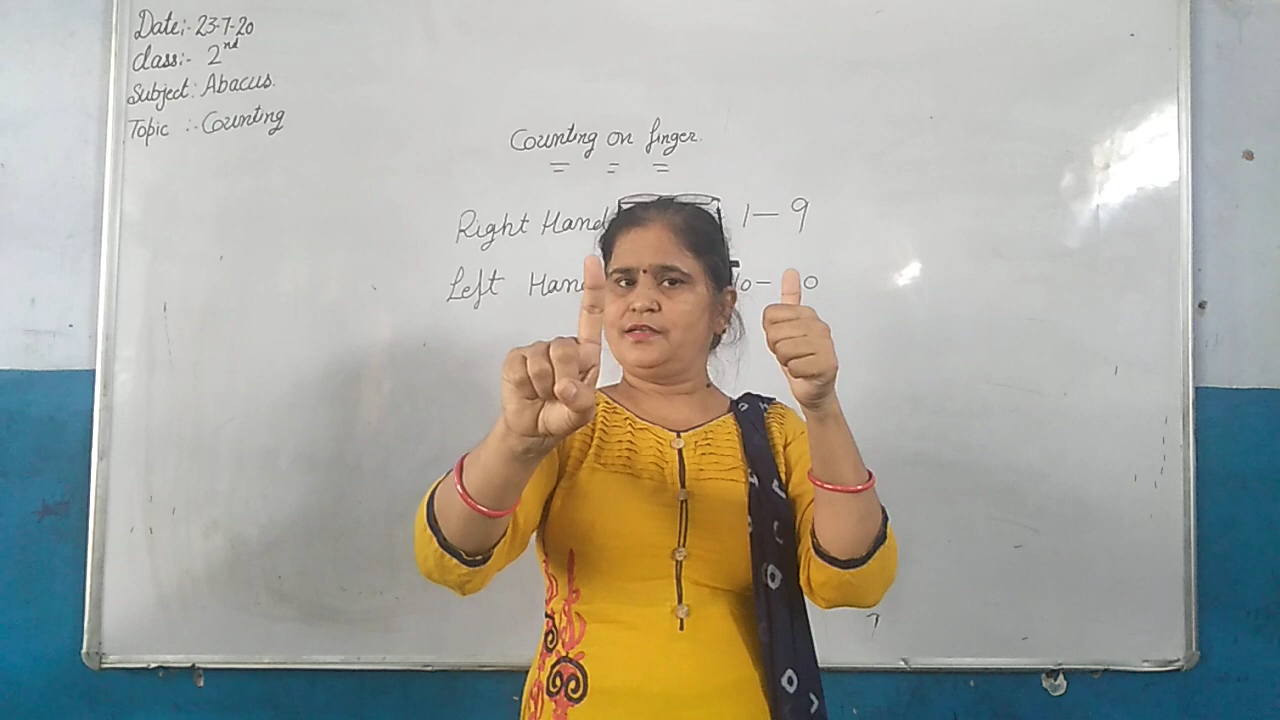 Date:- 23-7-20
Class:- 2nd
Subject: Abacus.
Topic :- Counting
Counting on finger.
Right Hand 1 — 9
Left Hand